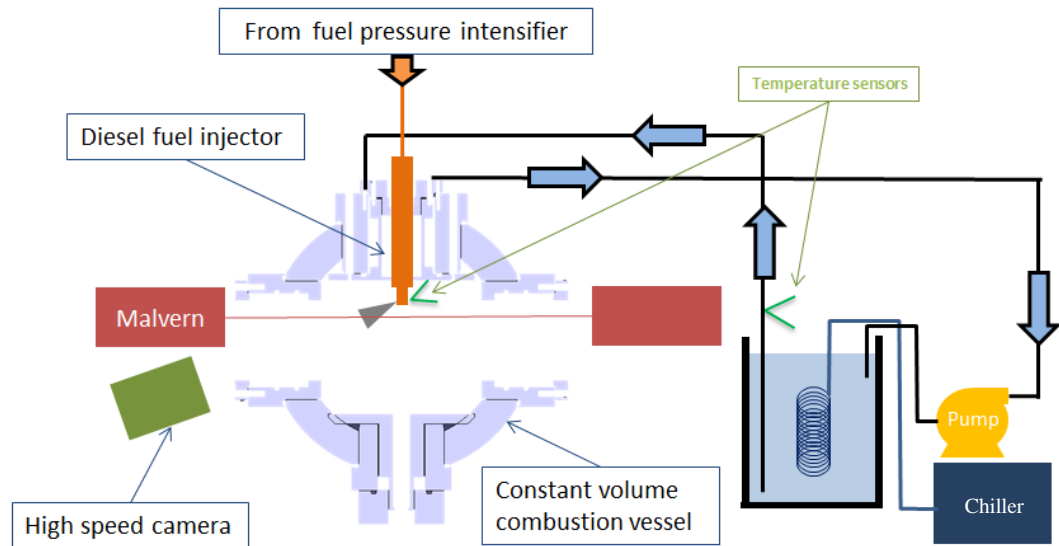 From fuel pressure intensifier
Temperature sensors
Diesel fuel injector
Malvern
Pump
Chiller
Constant volume
combustion vessel
High speed camera